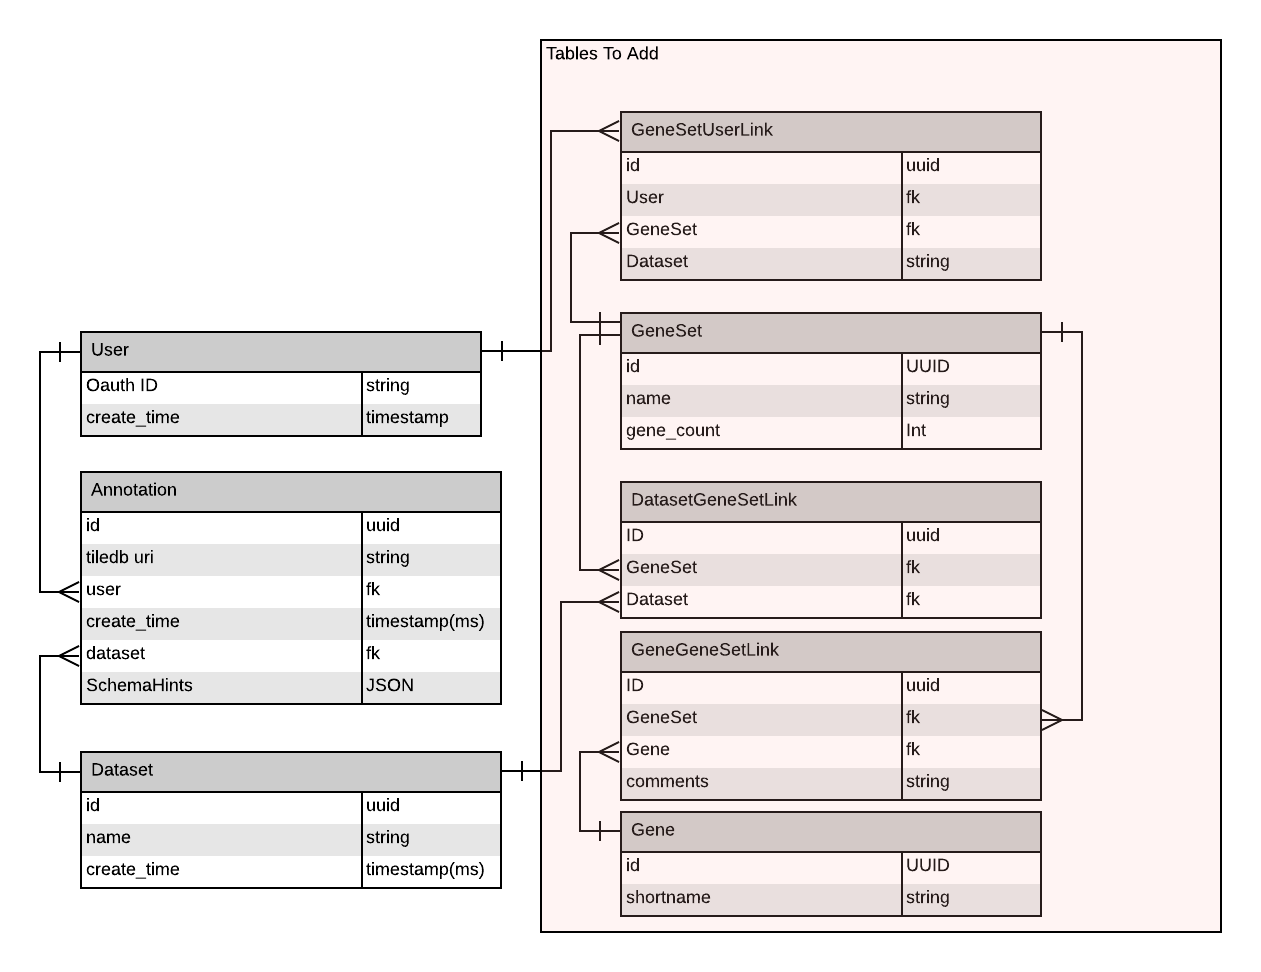 Tables To Add
GeneSetUserLink
id uuid
User fk
GeneSet fk
Dataset string
GeneSet
id UUID
name string
gene_count Int
DatasetGeneSetLink
ID uuid
GeneSet fk
Dataset fk
GeneGeneSetLink
ID uuid
GeneSet fk
Gene fk
comments string
Gene
id UUID
shortname string
User
Oauth ID string
create_time timestamp
Annotation
id uuid
tiledb uri string
user fk
create_time timestamp(ms)
dataset fk
SchemaHints JSON
Dataset
id uuid
name string
create_time timestamp(ms)